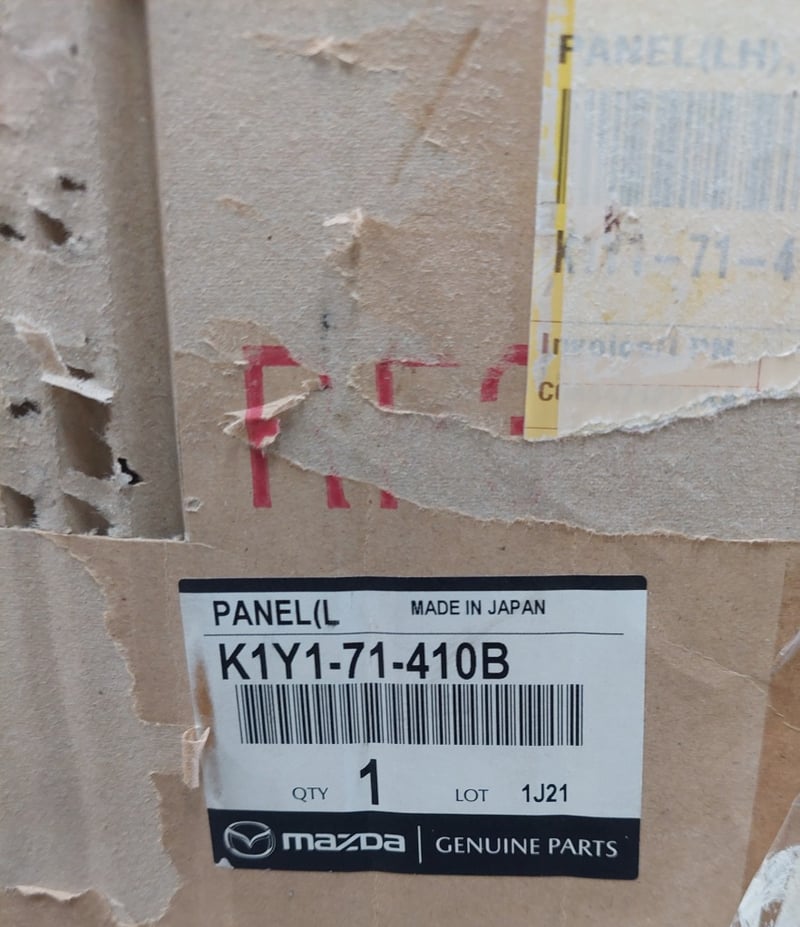 PANEL(LH),
K1Y1-71-4
PANEL(L MADE IN JAPAN
K1Y1-71-410B
QTY 1 LOT 1J21
mazda | GENUINE PARTS